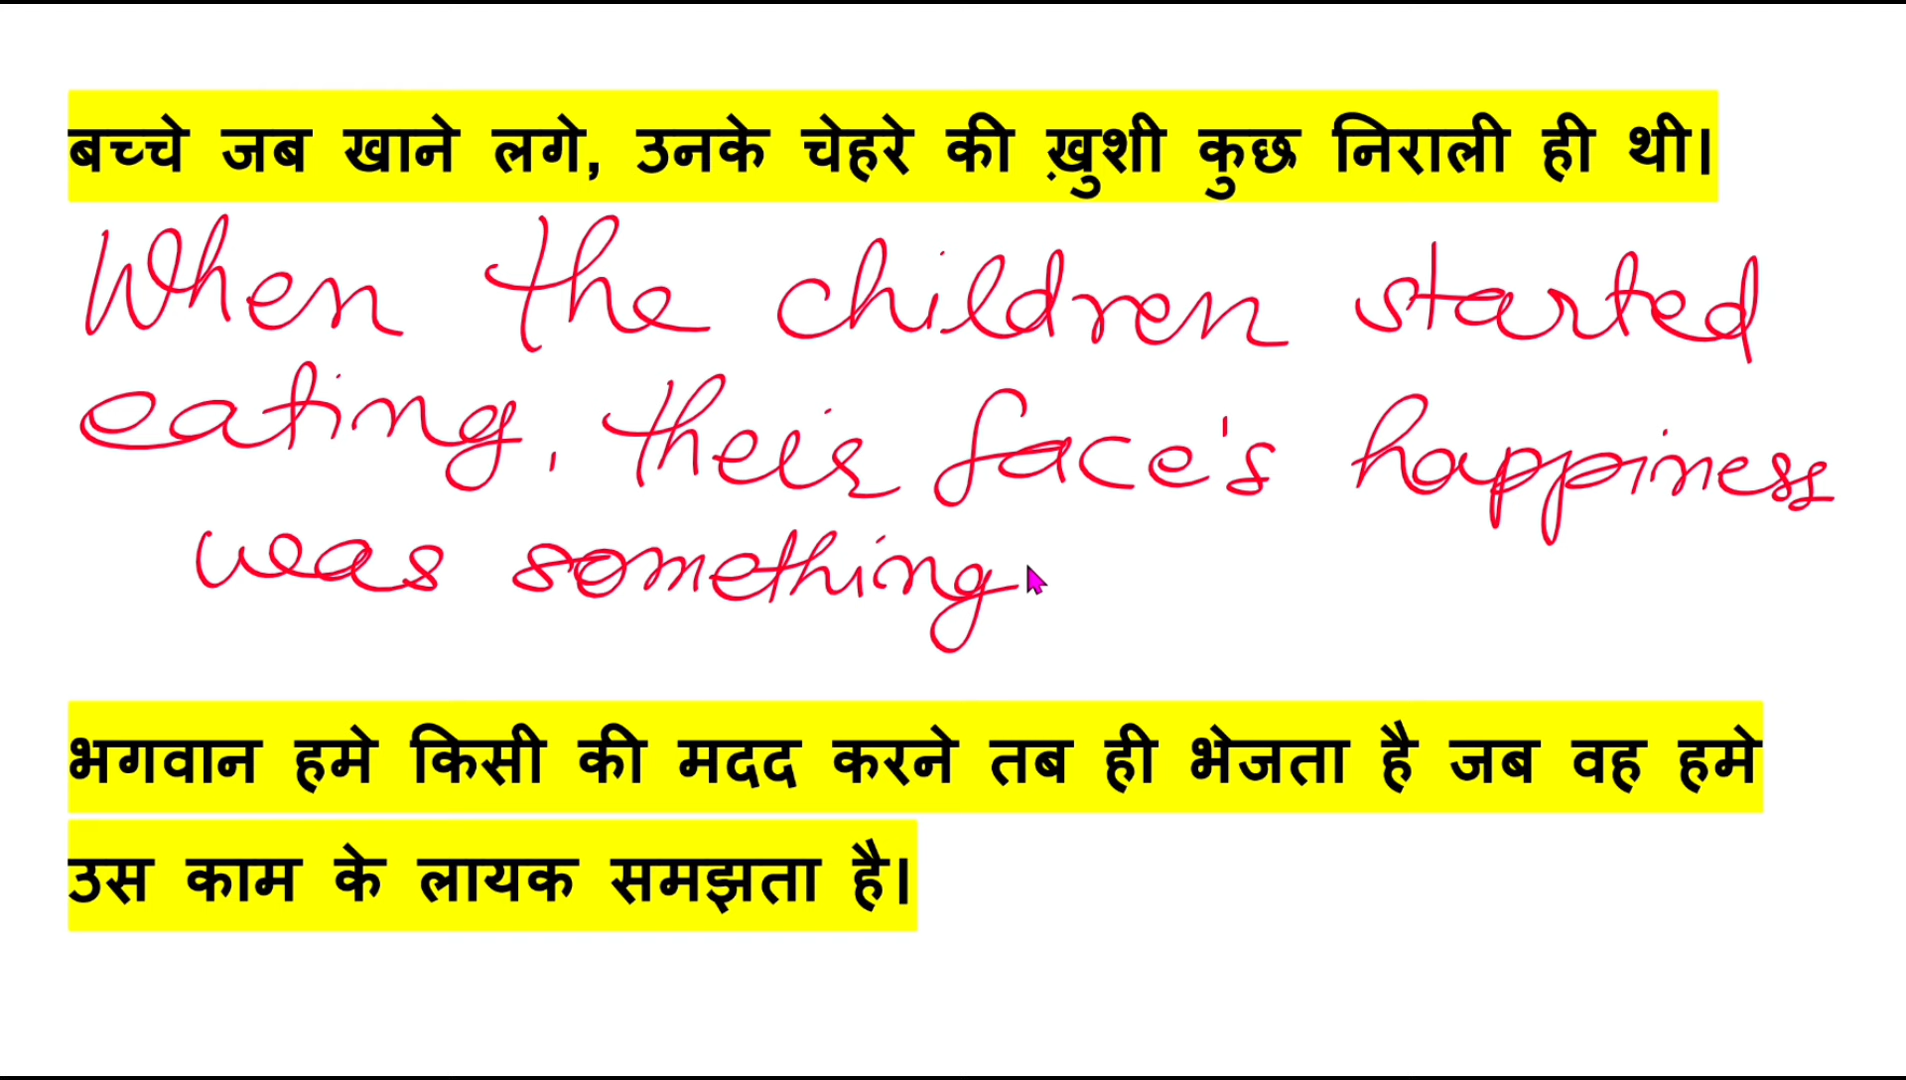 बच्चे जब खाने लगे, उनके चेहरे की ख़ुशी कुछ निराली ही थी।
When the children started
eating, their face's happiness
was something
भगवान हमे किसी की मदद करने तब ही भेजता है जब वह हमे
उस काम के लायक समझता है।